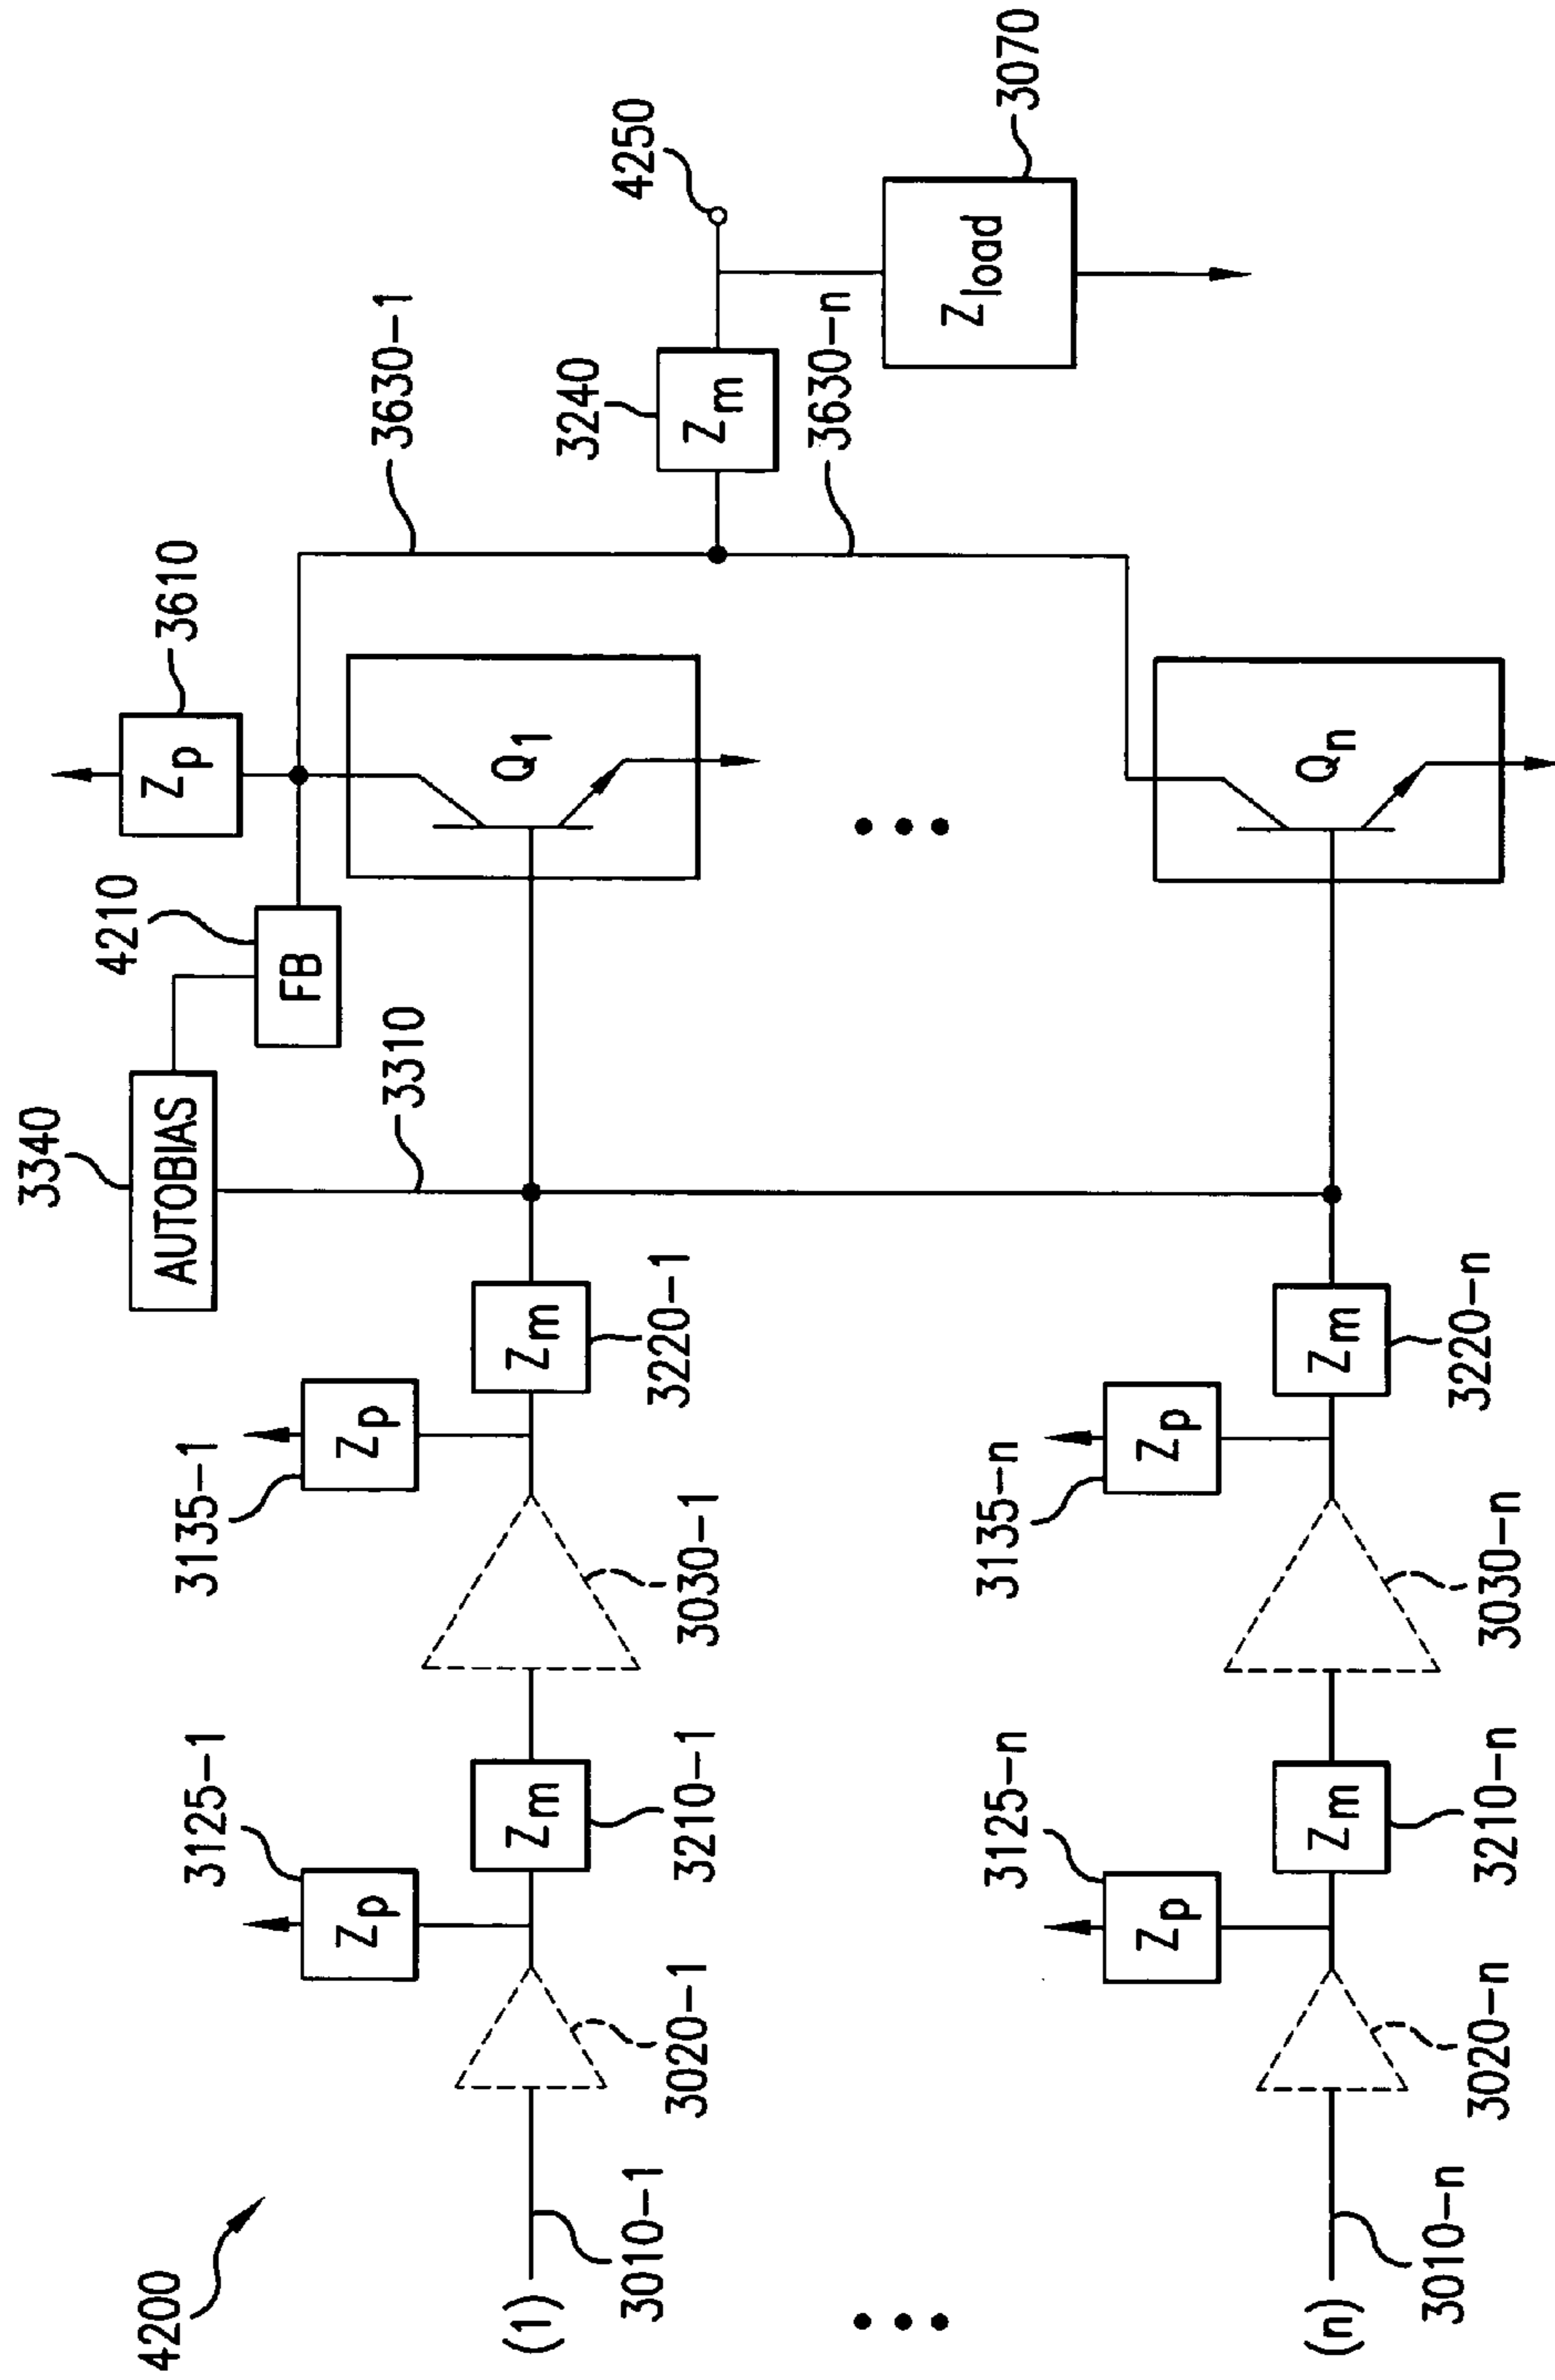 4200
3340
AUTOBIAS
4210
FB
3610
Zp
3630-1
4250
3310
3240
Zm
3125-1
Zp
3135-1
Zp
Q1
(1)
3010-1
3020-1
Zm
3210-1
3030-1
Zm
3220-1
3630-n
Zload
3070
3125-n
Zp
3135-n
Zp
Qn
(n)
3010-n
3020-n
Zm
3210-n
3030-n
Zm
3220-n